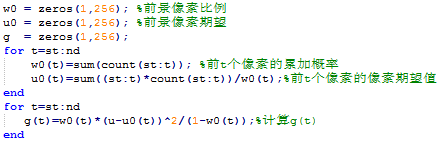 w0 = zeros(1,256); %前景像素比例
u0 = zeros(1,256); %前景像素期望
g  = zeros(1,256);
for t=st:nd
    w0(t)=sum(count(st:t)); %前t个像素的累加概率
    u0(t)=sum((st:t)*count(st:t))/w0(t);%前t个像素的像素期望值
end
for t=st:nd
   g(t)=w0(t)*(u-u0(t))^2/(1-w0(t));%计算g(t)
end